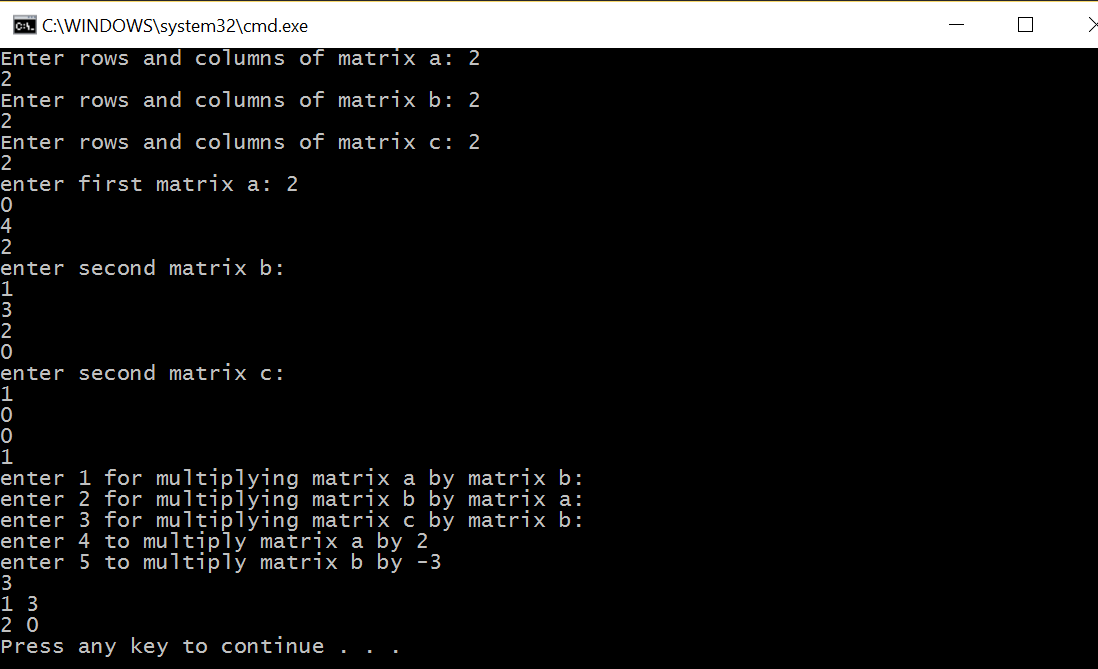 C:\WINDOWS\system32\cmd.exe
Enter rows and columns of matrix a: 2
2
Enter rows and columns of matrix b: 2
2
Enter rows and columns of matrix c: 2
2
enter first matrix a: 2
0
4
2
enter second matrix b:
1
3
2
0
enter second matrix c:
1
0
0
1
enter 1 for multiplying matrix a by matrix b:
enter 2 for multiplying matrix b by matrix a:
enter 3 for multiplying matrix c by matrix b:
enter 4 to multiply matrix a by 2
enter 5 to multiply matrix b by -3
3
1 3
2 0
Press any key to continue . . .